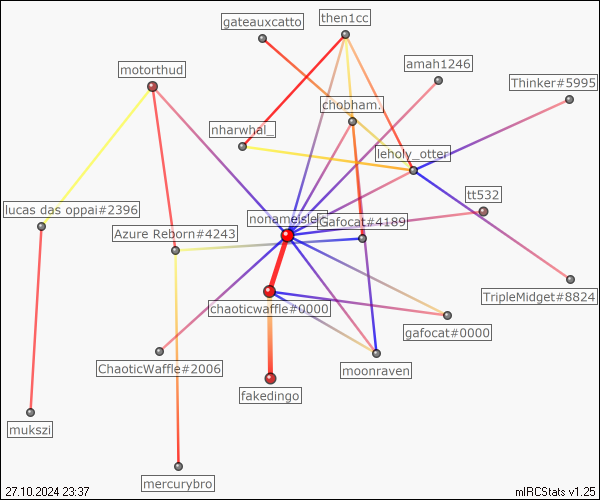 then1cc
gateauxcatto
amah1246
motorthud
Thinker#5995
chobham.
nharwhal_
leholy_otter
tt532
lucas das oppai#2396
Gafocat#4189
Azure Reborn#4243
TripleMidget#8824
chaoticwaffle#0000
gafocat#0000
ChaoticWaffle#2006
moonraven
fakedingo
mukszi
mercurybro
27.10.2024 23:37
mIRCStats v1.25